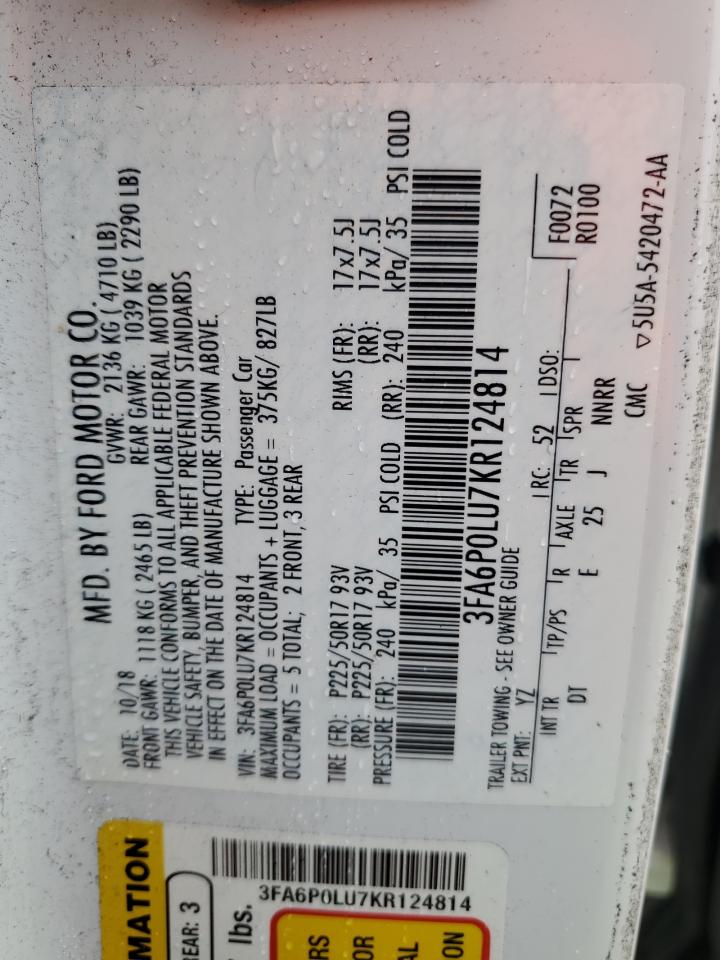 MFD. BY FORD MOTOR CO.
DATE: 10/18 GVWR: 2136 KG ( 4710 LB)
FRONT GAWR: 1118 KG ( 2465 LB) REAR GAWR: 1039 KG ( 2290 LB)
THIS VEHICLE CONFORMS TO ALL APPLICABLE FEDERAL MOTOR
VEHICLE SAFETY, BUMPER, AND THEFT PREVENTION STANDARDS
IN EFFECT ON THE DATE OF MANUFACTURE SHOWN ABOVE.
VIN: 3FA6P0LU7KR124814 TYPE: Passenger Car
MAXIMUM LOAD = OCCUPANTS + LUGGAGE = 375KG/ 827LB
OCCUPANTS = 5 TOTAL; 2 FRONT, 3 REAR
TIRE (FR): P225/50R17 93V RIMS (FR): 17x7.5J
(RR): P225/50R17 93V (RR): 17x7.5J
PRESSURE (FR): 240 kPa/ 35 PSI COLD (RR): 240 kPa/ 35 PSI COLD
3FA6P0LU7KR124814
TRAILER TOWING - SEE OWNER GUIDE
EXT PNT: YZ RC: 52 DSO: F0072
R0100
INT TR TP/PS R AXLE TR SPR
DT E 25 J NNRR
CMC ▽5U5A-5420472-AA
MATION
REAR: 3
lbs.
3FA6P0LU7KR124814
RS
OR
AL
ON